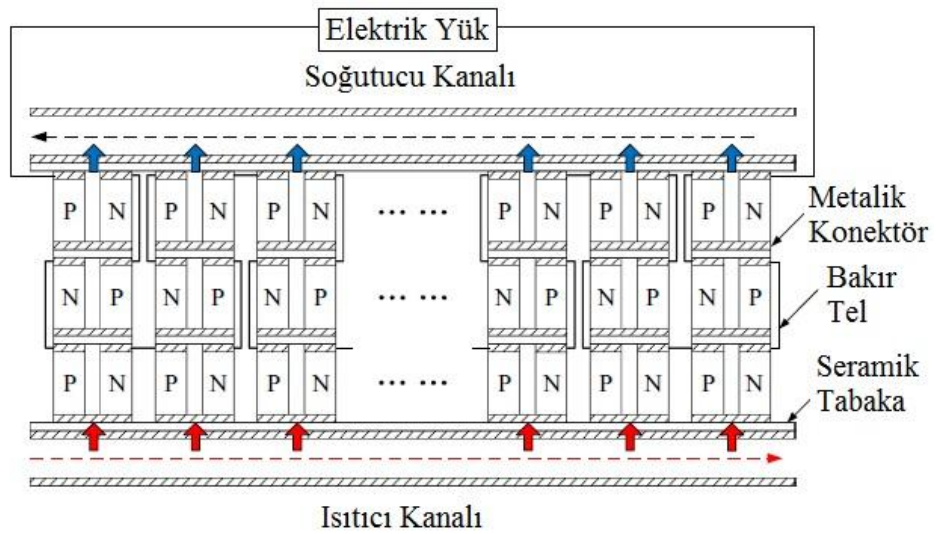 Elektrik Yük
Soğutucu Kanalı
P N P N P N ... ... P N P N P N
Metalik
Konektör
N P N P N P ... ... N P N P N P
Bakır
Tel
P N P N P N ... ... P N P N P N
Seramik
Tabaka
Isıtıcı Kanalı